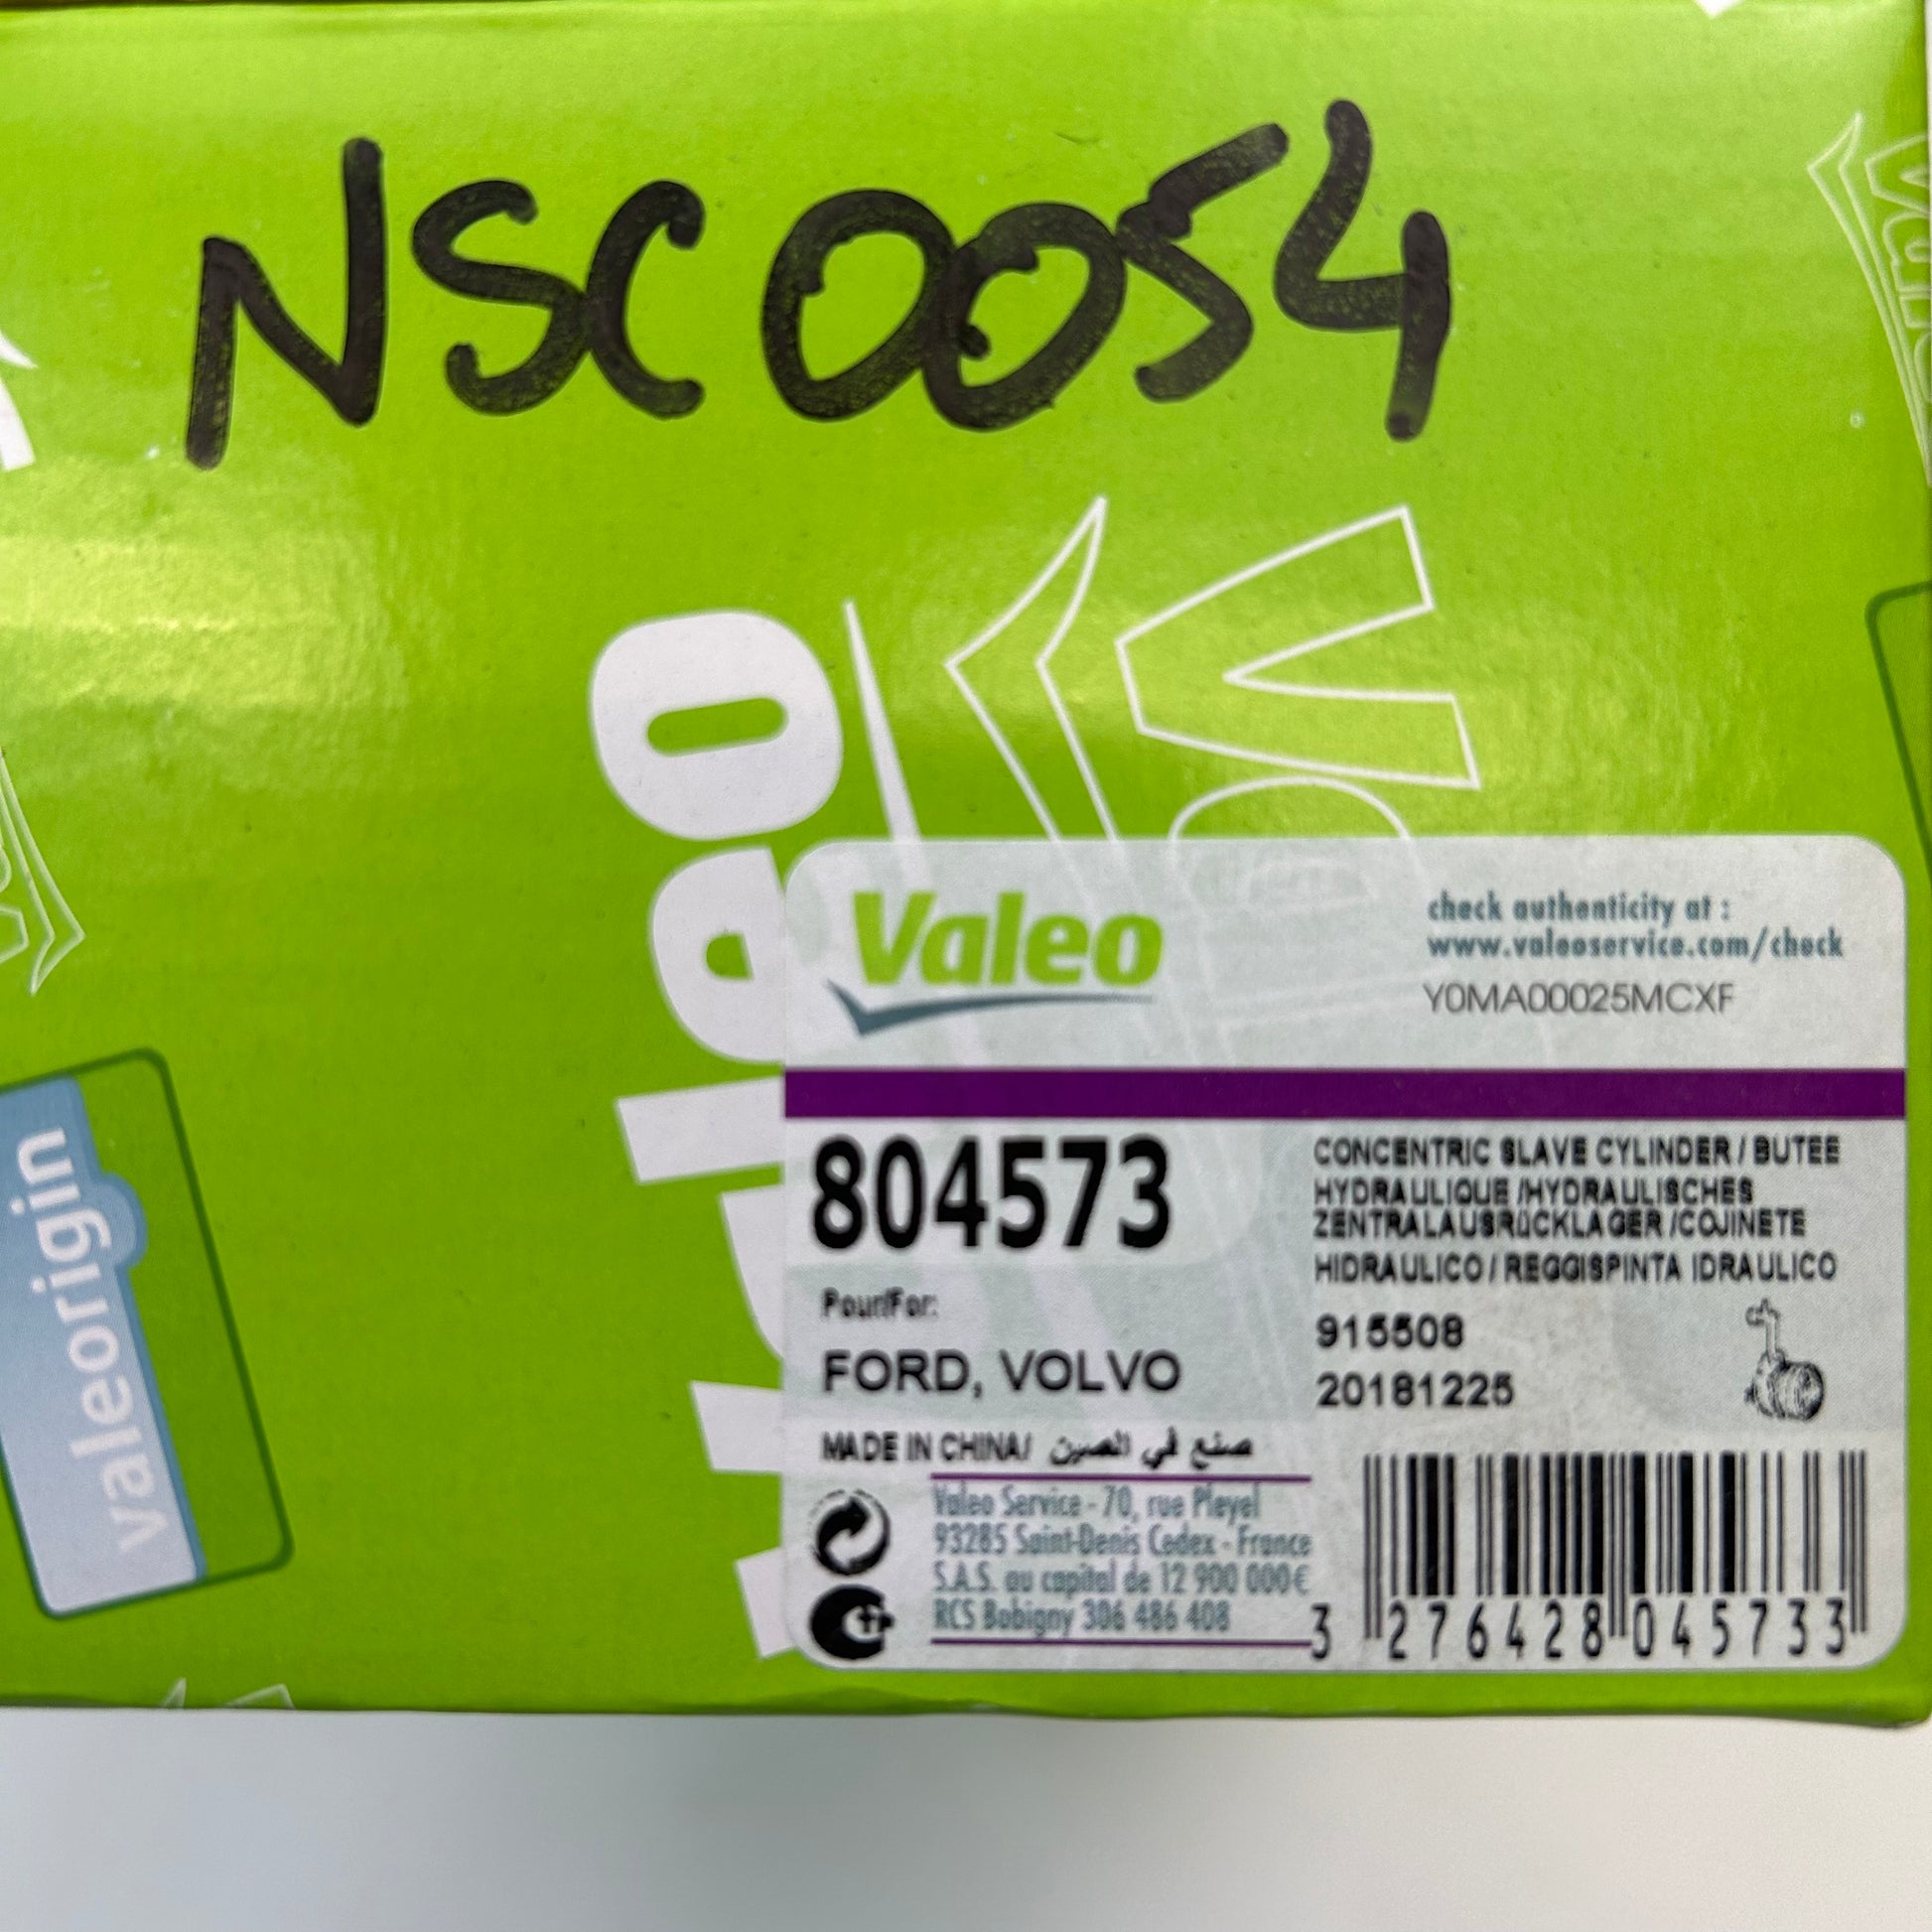 NSC0054
valeo
Valeo
valeorigin
Valeo
check authenticity at :
www.valeoservice.com/check
Y0MA00025MCXF
804573
CONCENTRIC SLAVE CYLINDER / BUTEE
HYDRAULIQUE /HYDRAULISCHES
ZENTRALAUSRüCKLAGER /COJINETE
HIDRAULICO / REGGISPINTA IDRAULICO
Pour/For:
FORD, VOLVO
915508
20181225
MADE IN CHINA/ صنع في الصين
Valeo Service - 70, rue Pleyel
93285 Saint-Denis Cedex - France
S.A.S. au capital de 12 900 000€
RCS Bobigny 306 486 408
3 276428 045733